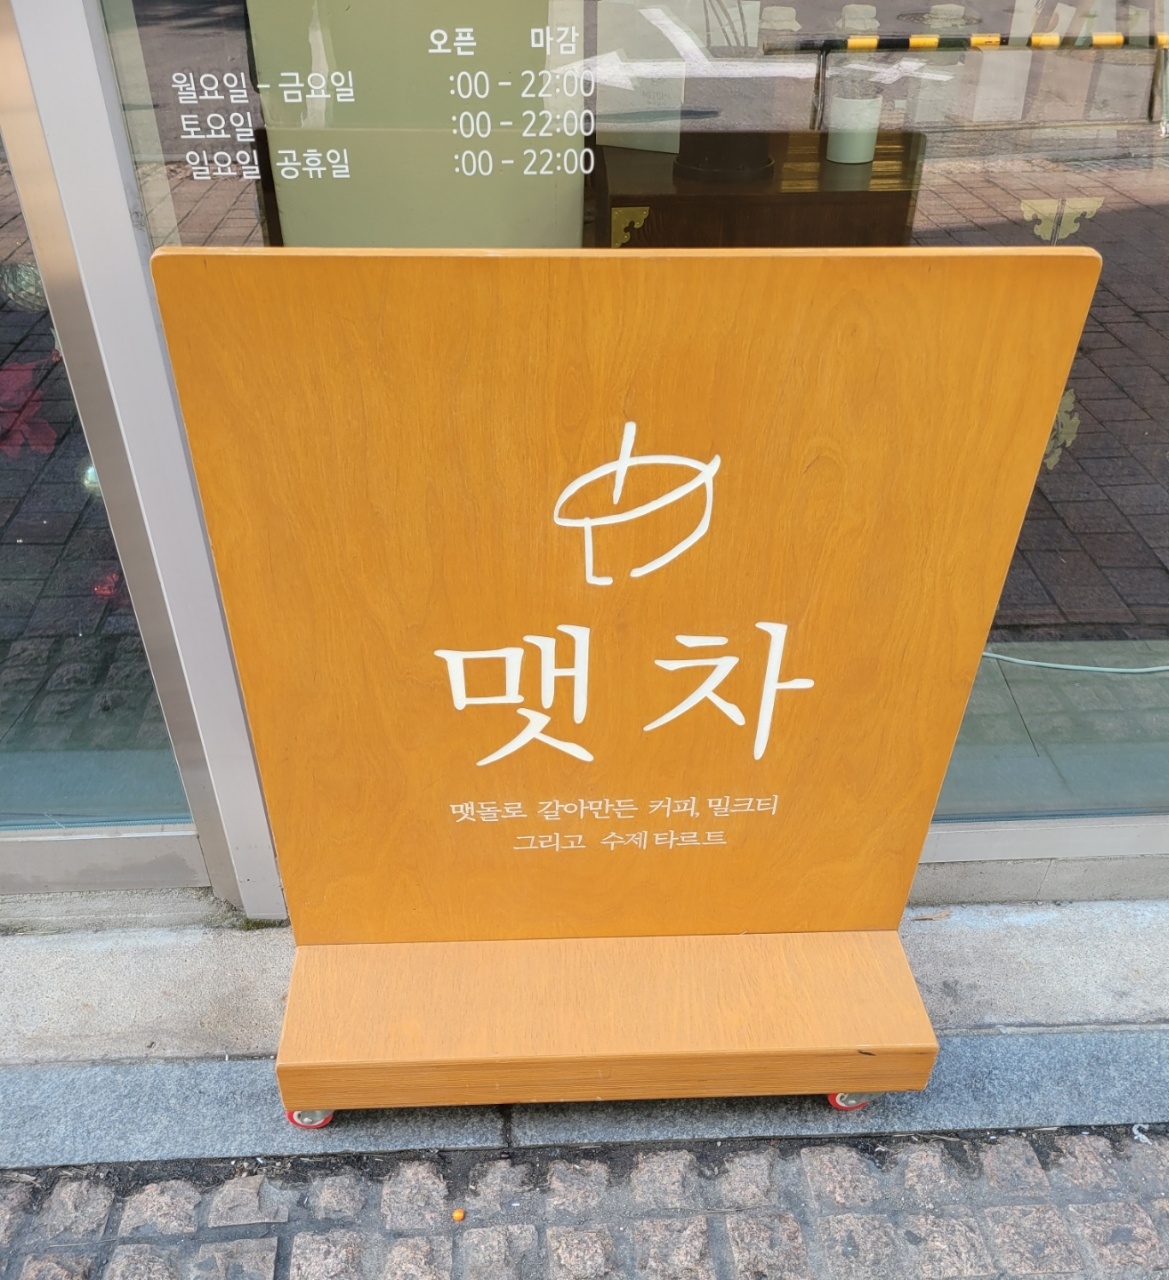 오픈 마감
월요일 - 금요일 :00 - 22:00
토요일 :00 - 22:00
일요일 공휴일 :00 - 22:00
맷차
맷돌로 갈아만든 커피, 밀크티
그리고 수제 타르트